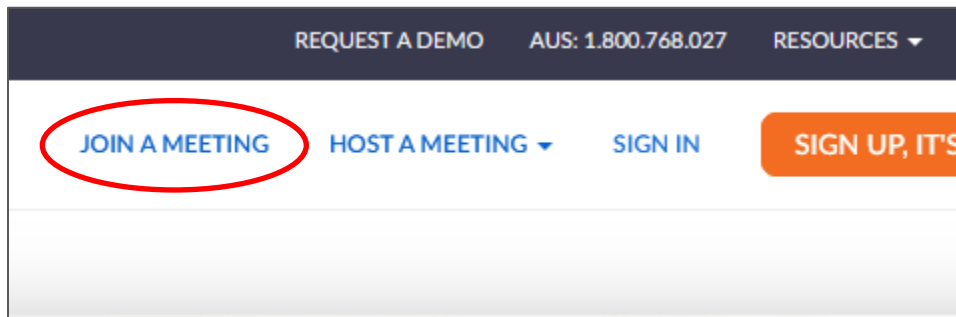 REQUEST A DEMO AUS: 1.800.768.027 RESOURCES
JOIN A MEETING HOST A MEETING SIGN IN SIGN UP, IT'S